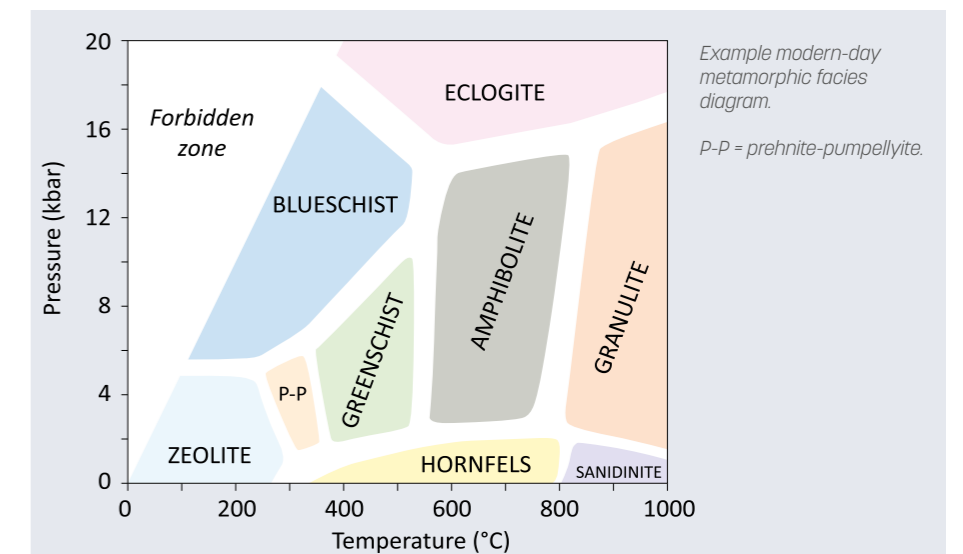 Example modern-day
metamorphic facies
diagram.
P-P = prehnite-pumpellyite.
Pressure (kbar)
20
16
12
8
4
0
Forbidden
zone
ECLOGITE
BLUESCHIST
AMPHIBOLITE
GRANULITE
GREENSCHIST
P-P
ZEOLITE
HORNFELS
SANIDINITE
0 200 400 600 800 1000
Temperature (°C)